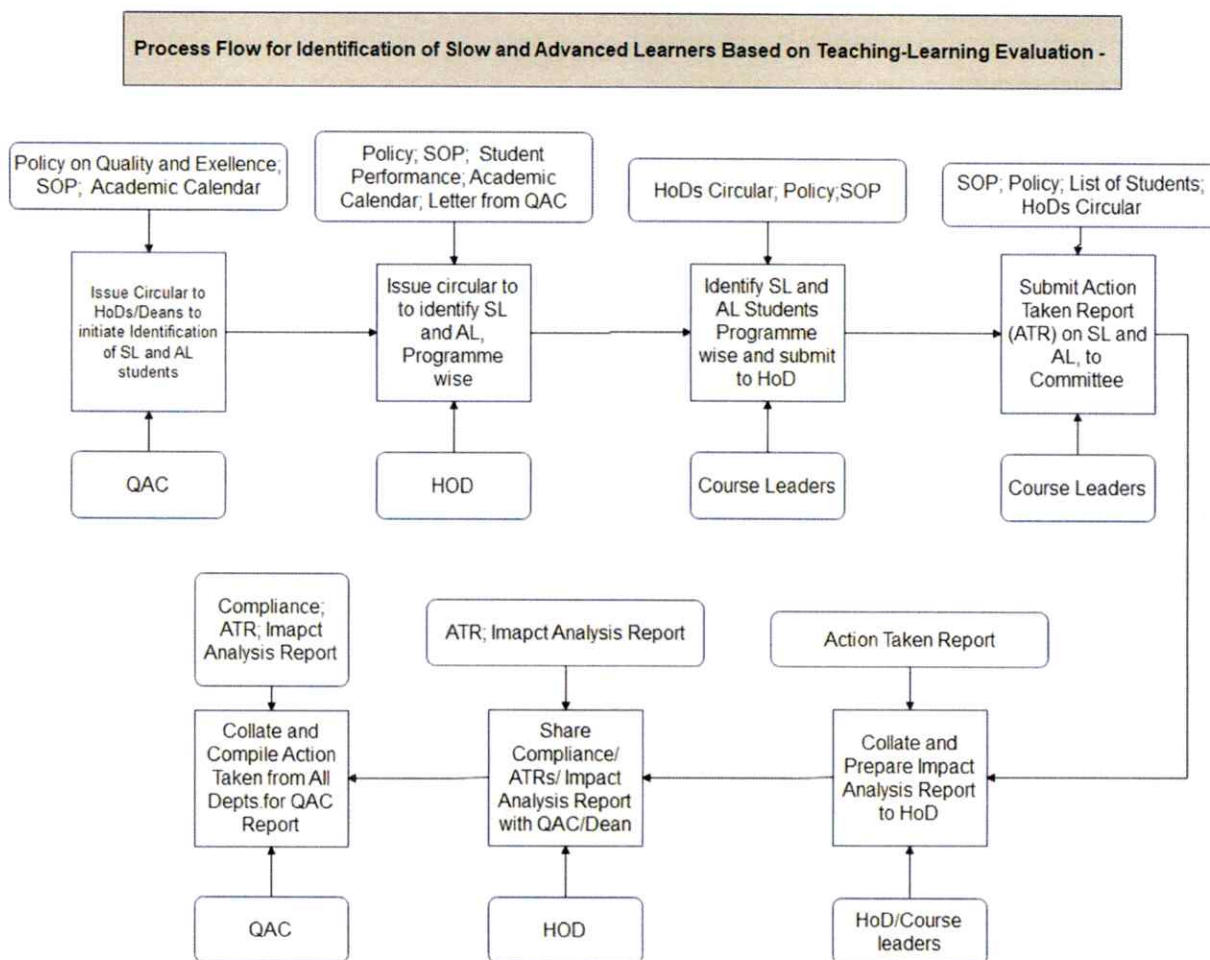 Process Flow for Identification of Slow and Advanced Learners Based on Teaching-Learning Evaluation -
Policy on Quality and Exellence;
SOP; Academic Calendar
Policy; SOP; Student
Performance; Academic
Calendar; Letter from QAC
HoDs Circular; Policy;SOP
SOP; Policy; List of Students;
HoDs Circular
Issue Circular to
HoDs/Deans to
initiate Identification
of SL and AL
students
Issue circular to
to identify SL
and AL,
Programme
wise
Identify SL and
AL Students
Programme
wise and submit
to HoD
Submit Action
Taken Report
(ATR) on SL and
AL, to
Committee
QAC
HOD
Course Leaders
Course Leaders
Compliance;
ATR; Imapct
Analysis Report
ATR; Imapct Analysis Report
Action Taken Report
Collate and
Compile Action
Taken from All
Depts.for QAC
Report
Share
Compliance/
ATRs/ Impact
Analysis Report
with QAC/Dean
Collate and
Prepare Impact
Analysis Report
to HoD
QAC
HOD
HoD/Course
leaders